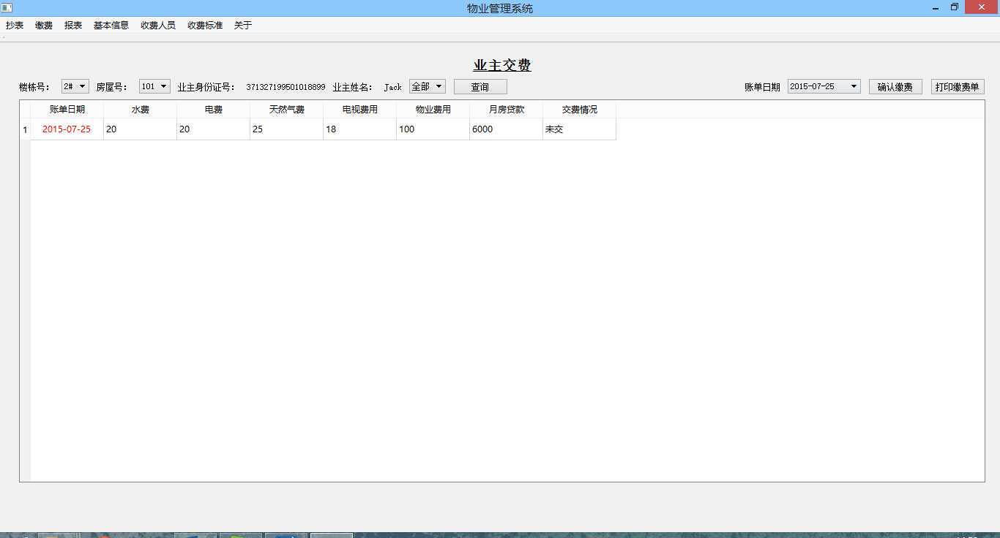 物业管理系统
抄表 缴费 报表 基本信息 收费人员 收费标准 关于
业主交费
楼栋号： 2# 房屋号： 101 业主身份证号： 371327199501018899 业主姓名： Jack 全部 查询 账单日期 2015-07-25 确认缴费 打印缴费单
账单日期 水费 电费 天然气费 电视费用 物业费用 月房贷款 交费情况
1 2015-07-25 20 20 25 18 100 6000 未交